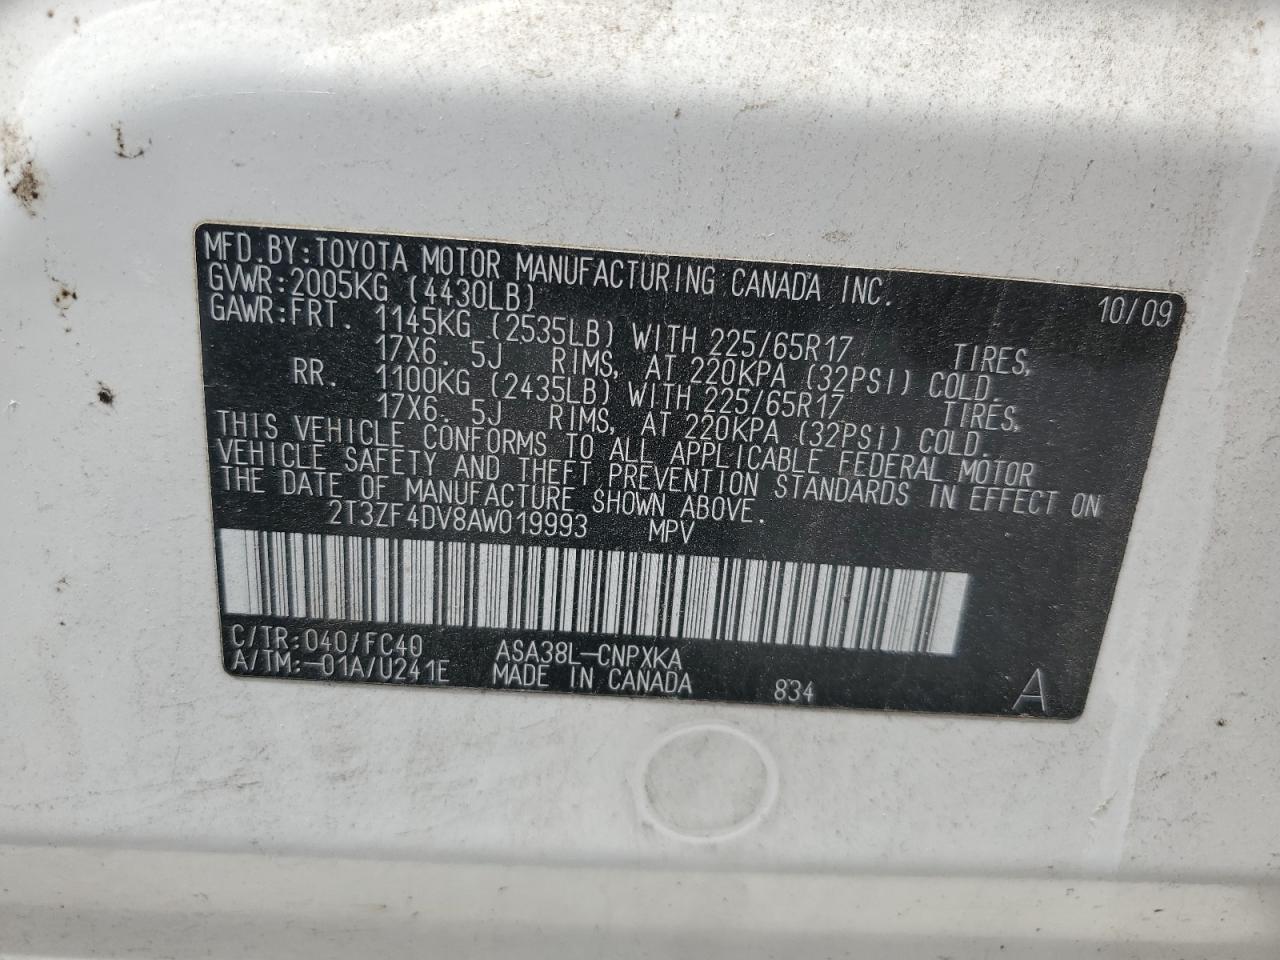 MFD.BY:TOYOTA MOTOR MANUFACTURING CANADA INC. 10/09
GVWR:2005KG (4430LB)
GAWR:FRT. 1145KG (2535LB) WITH 225/65R17 TIRES,
17X6. 5J RIMS, AT 220KPA (32PSI) COLD.
RR. 1100KG (2435LB) WITH 225/65R17 TIRES,
17X6. 5J RIMS, AT 220KPA (32PSI) COLD.
THIS VEHICLE CONFORMS TO ALL APPLICABLE FEDERAL MOTOR
VEHICLE SAFETY AND THEFT PREVENTION STANDARDS IN EFFECT ON
THE DATE OF MANUFACTURE SHOWN ABOVE.
2T3ZF4DV8AW019993 MPV
C/TR:040/FC40 ASA38L-CNPXKA
A/TM:-01A/U241E MADE IN CANADA 834 A